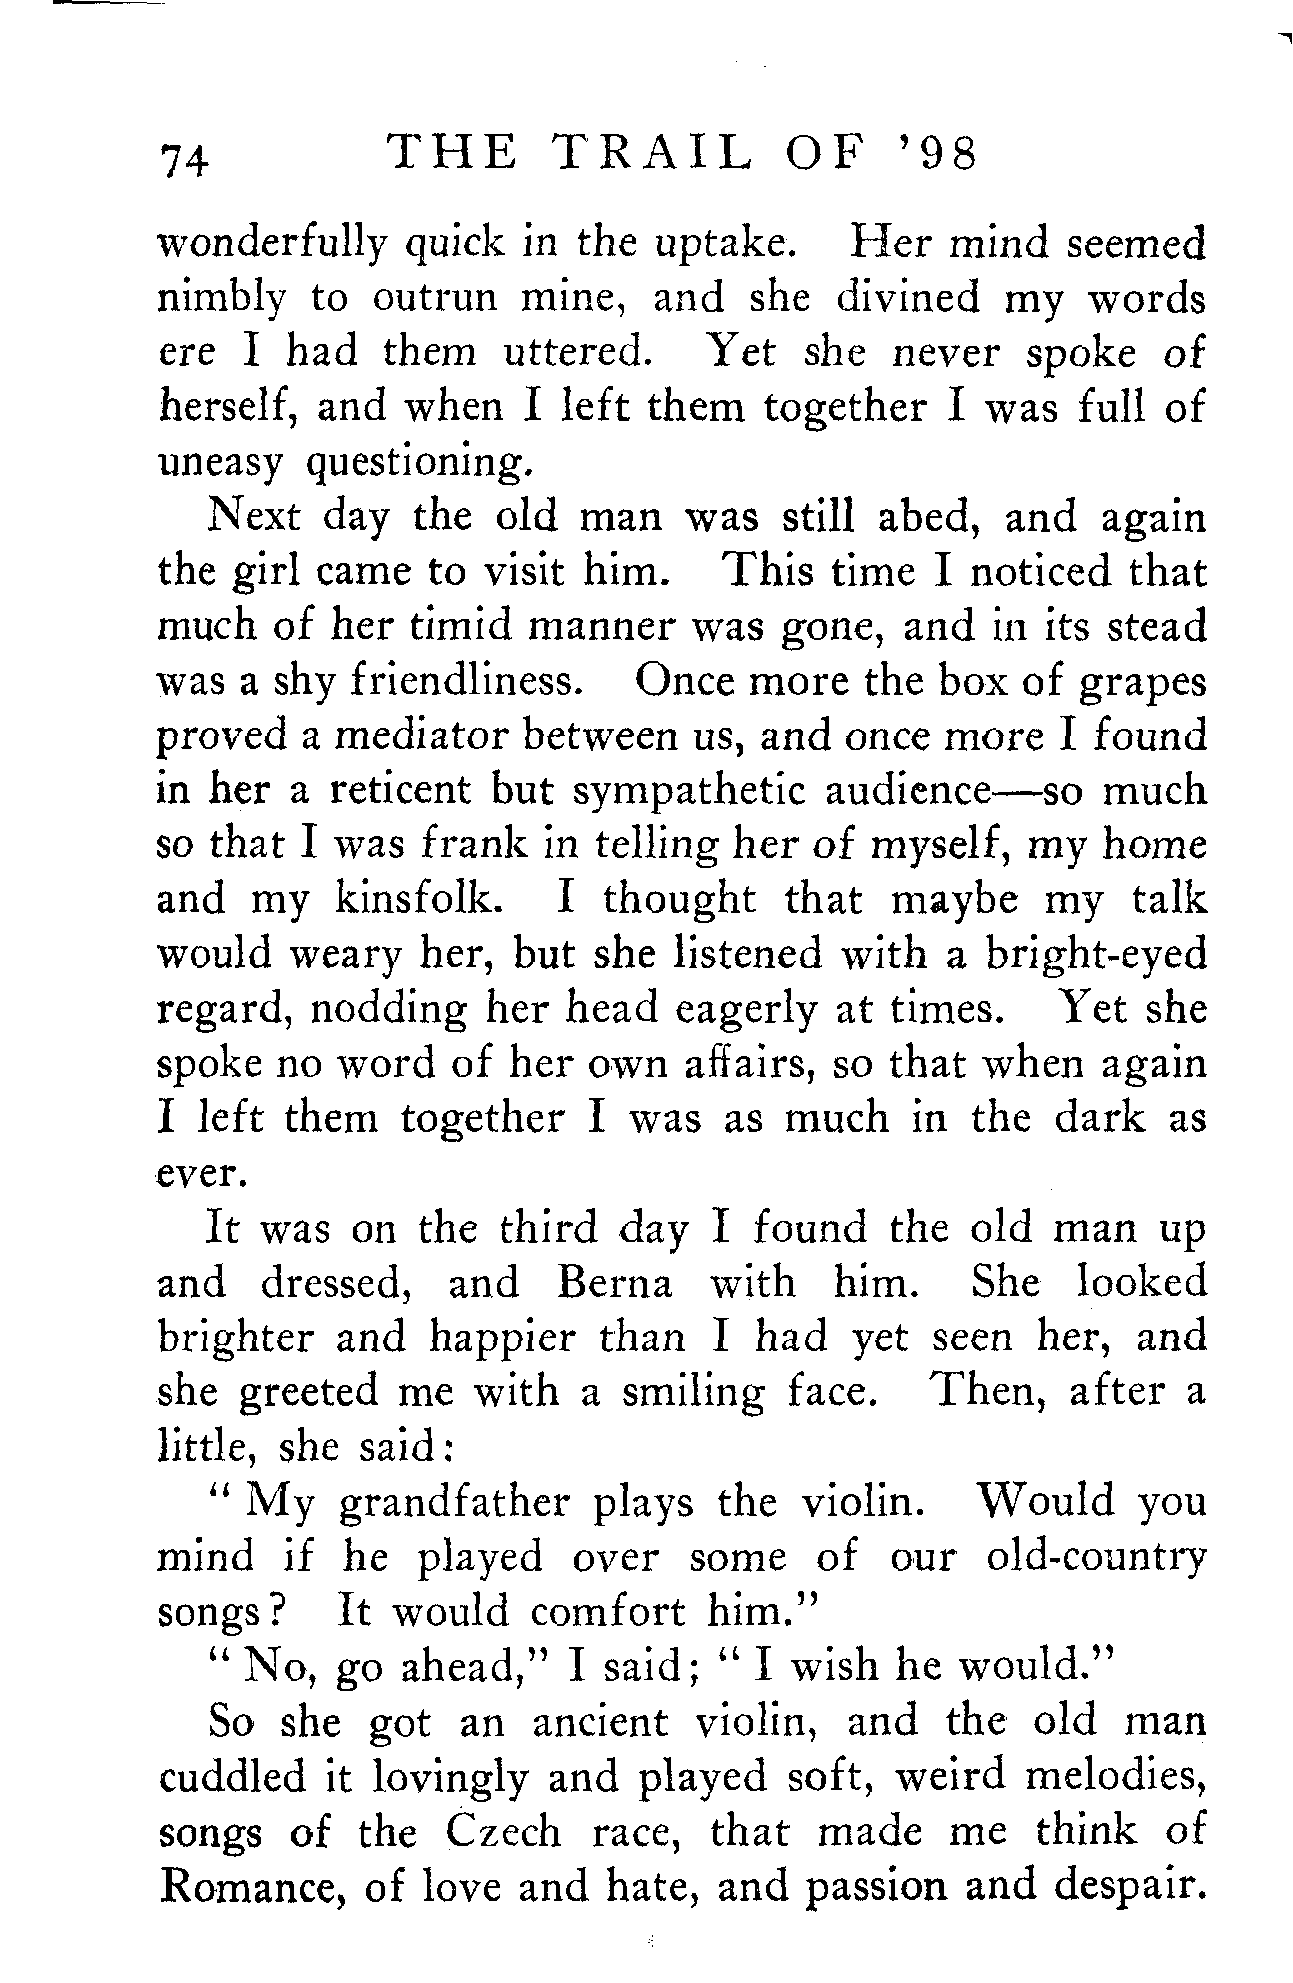 74 THE TRAIL OF '98
wonderfully quick in the uptake. Her mind seemed
nimbly to outrun mine, and she divined my words
ere I had them uttered. Yet she never spoke of
herself, and when I left them together I was full of
uneasy questioning.
Next day the old man was still abed, and again
the girl came to visit him. This time I noticed that
much of her timid manner was gone, and in its stead
was a shy friendliness. Once more the box of grapes
proved a mediator between us, and once more I found
in her a reticent but sympathetic audience—so much
so that I was frank in telling her of myself, my home
and my kinsfolk. I thought that maybe my talk
would weary her, but she listened with a bright-eyed
regard, nodding her head eagerly at times. Yet she
spoke no word of her own affairs, so that when again
I left them together I was as much in the dark as
ever.
It was on the third day I found the old man up
and dressed, and Berna with him. She looked
brighter and happier than I had yet seen her, and
she greeted me with a smiling face. Then, after a
little, she said:
“ My grandfather plays the violin. Would you
mind if he played over some of our old-country
songs? It would comfort him.”
“ No, go ahead,” I said; “ I wish he would.”
So she got an ancient violin, and the old man
cuddled it lovingly and played soft, weird melodies,
songs of the Czech race, that made me think of
Romance, of love and hate, and passion and despair.